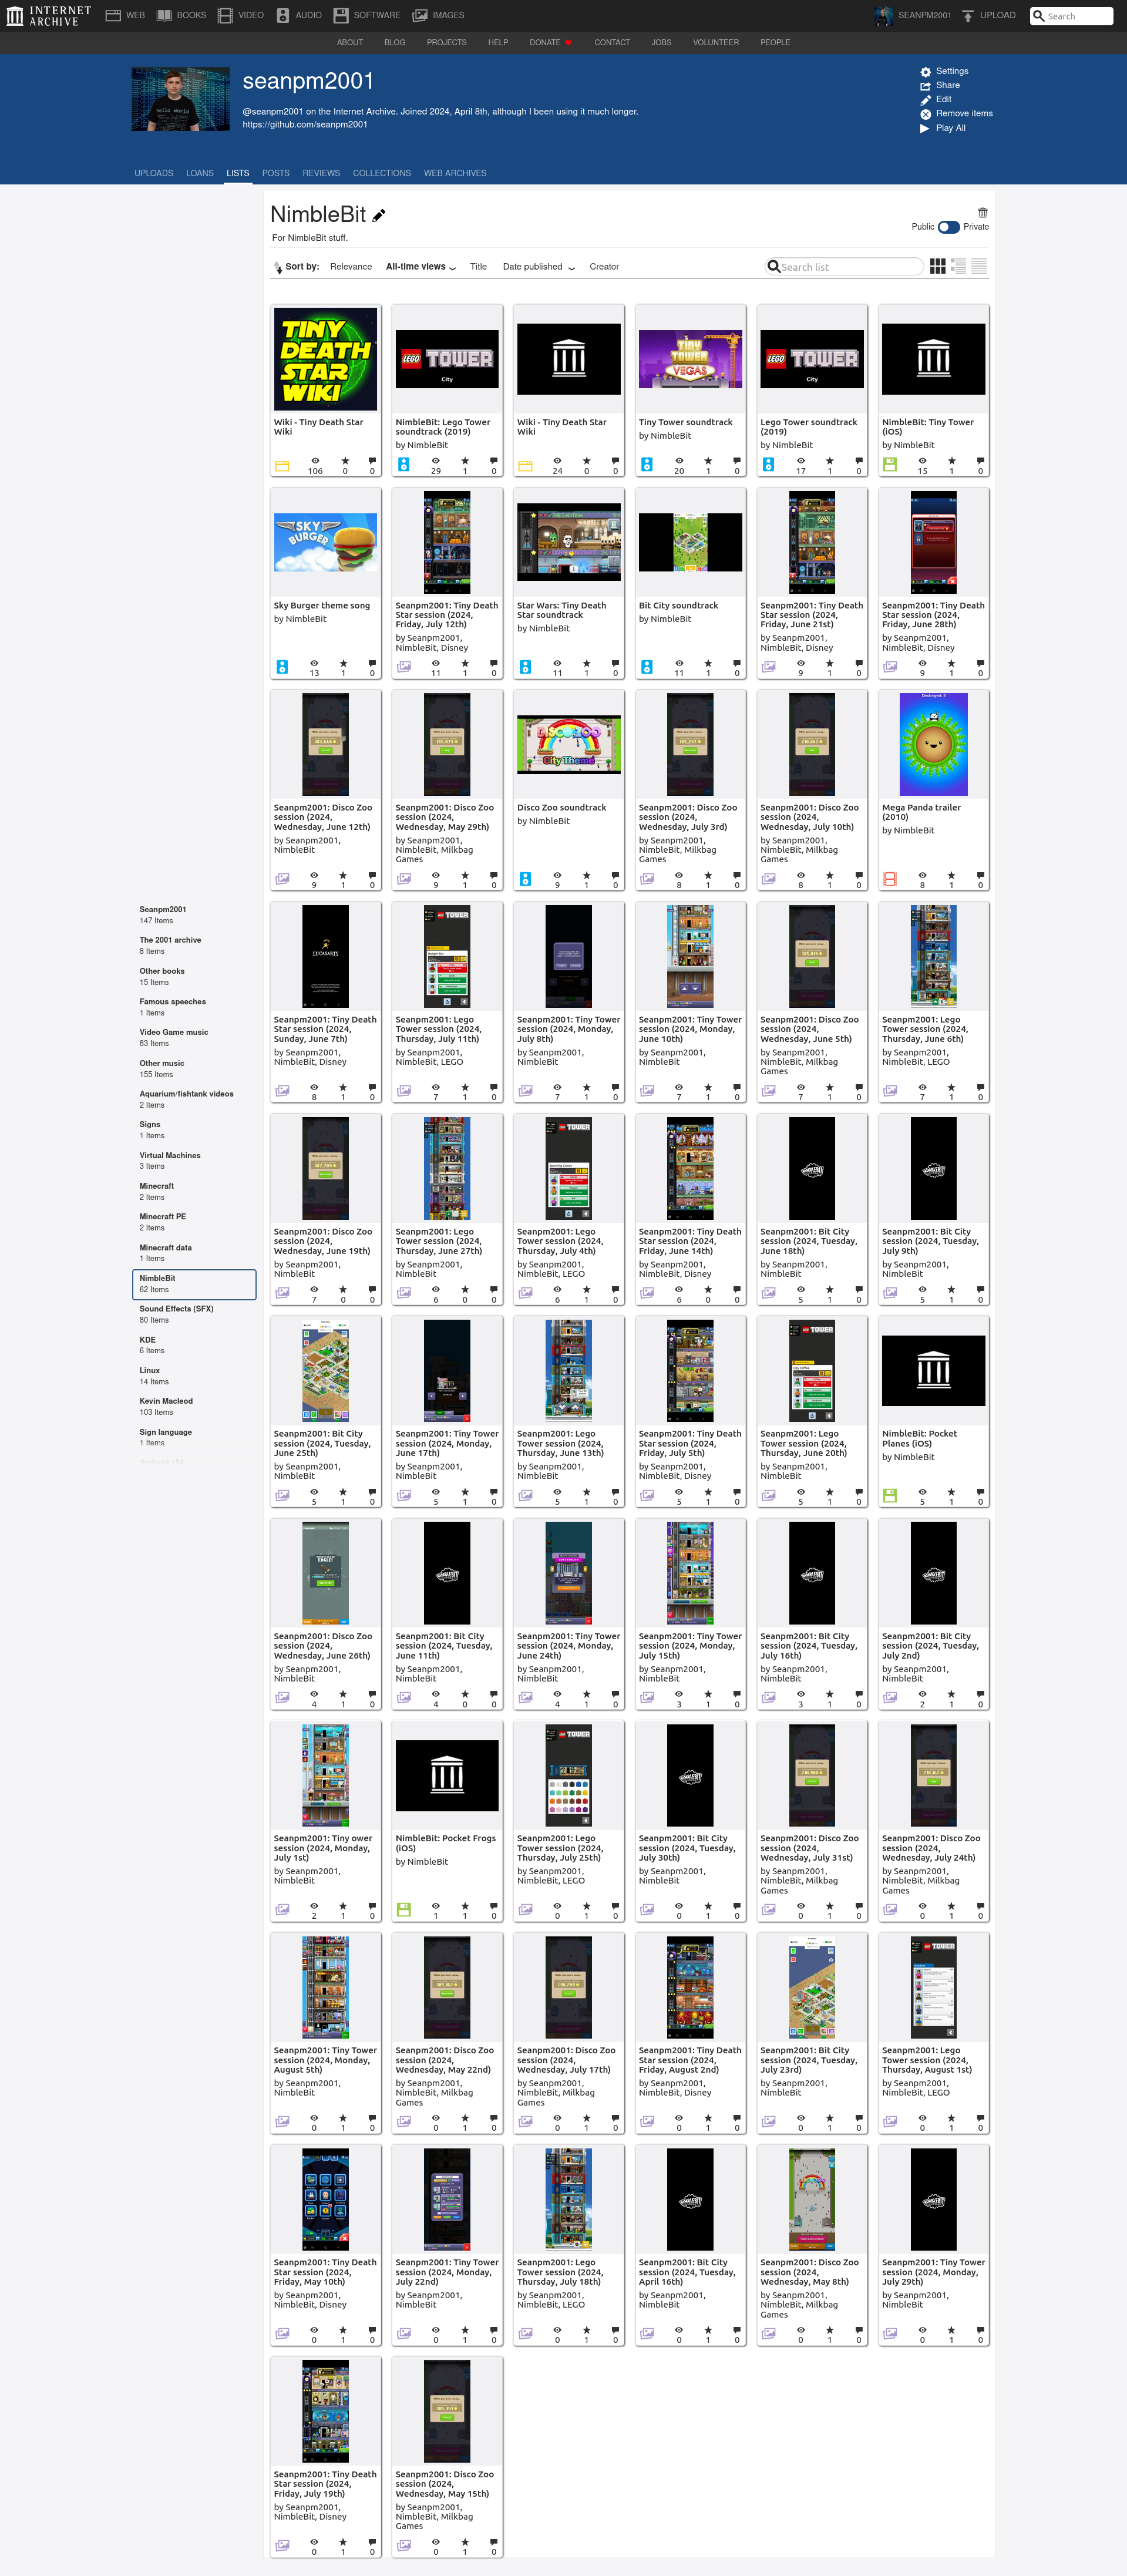 INTERNET ARCHIVE
WEB
BOOKS
VIDEO
AUDIO
SOFTWARE
IMAGES
SEANPM2001
UPLOAD
Search
ABOUT
BLOG
PROJECTS
HELP
DONATE
CONTACT
JOBS
VOLUNTEER
PEOPLE
seanpm2001
@seanpm2001 on the Internet Archive. Joined 2024, April 8th, although I been using it much longer.
https://github.com/seanpm2001
Settings
Share
Edit
Remove items
Play All
UPLOADS
LOANS
LISTS
POSTS
REVIEWS
COLLECTIONS
WEB ARCHIVES
NimbleBit
For NimbleBit stuff.
Public
Private
Sort by:
Relevance
All-time views
Title
Date published
Creator
Search list
Seanpm2001
147 Items
The 2001 archive
8 Items
Other books
15 Items
Famous speeches
1 Items
Video Game music
83 Items
Other music
155 Items
Aquarium/fishtank videos
2 Items
Signs
1 Items
Virtual Machines
3 Items
Minecraft
2 Items
Minecraft PE
2 Items
Minecraft data
1 Items
NimbleBit
62 Items
Sound Effects (SFX)
80 Items
KDE
6 Items
Linux
14 Items
Kevin Macleod
103 Items
Sign language
1 Items
TINY DEATH STAR WIKI
Wiki - Tiny Death Star Wiki
106 0 0
LEGO TOWER
City
NimbleBit: Lego Tower soundtrack (2019)
by NimbleBit
29 1 0
Wiki - Tiny Death Star Wiki
24 0 0
TINY TOWER VEGAS
Tiny Tower soundtrack
by NimbleBit
20 1 0
LEGO TOWER
City
Lego Tower soundtrack (2019)
by NimbleBit
17 1 0
NimbleBit: Tiny Tower (iOS)
by NimbleBit
15 1 0
SKY BURGER
Sky Burger theme song
by NimbleBit
13 1 0
Seanpm2001: Tiny Death Star session (2024, Friday, July 12th)
by Seanpm2001, NimbleBit, Disney
11 1 0
Star Wars: Tiny Death Star soundtrack
by NimbleBit
11 1 0
Bit City soundtrack
by NimbleBit
11 1 0
Seanpm2001: Tiny Death Star session (2024, Friday, June 21st)
by Seanpm2001, NimbleBit, Disney
9 1 0
Seanpm2001: Tiny Death Star session (2024, Friday, June 28th)
by Seanpm2001, NimbleBit, Disney
9 1 0
Seanpm2001: Disco Zoo session (2024, Wednesday, June 12th)
by Seanpm2001, NimbleBit
9 1 0
Seanpm2001: Disco Zoo session (2024, Wednesday, May 29th)
by Seanpm2001, NimbleBit, Milkbag Games
9 1 0
DISCO ZOO
City Theme
Disco Zoo soundtrack
by NimbleBit
9 1 0
Seanpm2001: Disco Zoo session (2024, Wednesday, July 3rd)
by Seanpm2001, NimbleBit, Milkbag Games
8 1 0
Seanpm2001: Disco Zoo session (2024, Wednesday, July 10th)
by Seanpm2001, NimbleBit, Milkbag Games
8 1 0
Destroyed: 3
Mega Panda trailer (2010)
by NimbleBit
8 1 0
LUCASARTS
Seanpm2001: Tiny Death Star session (2024, Sunday, June 7th)
by Seanpm2001, NimbleBit, Disney
8 1 0
LEGO TOWER
Seanpm2001: Lego Tower session (2024, Thursday, July 11th)
by Seanpm2001, NimbleBit, LEGO
7 1 0
Seanpm2001: Tiny Tower session (2024, Monday, July 8th)
by Seanpm2001, NimbleBit
7 1 0
Seanpm2001: Tiny Tower session (2024, Monday, June 10th)
by Seanpm2001, NimbleBit
7 1 0
Seanpm2001: Disco Zoo session (2024, Wednesday, June 5th)
by Seanpm2001, NimbleBit, Milkbag Games
7 1 0
Seanpm2001: Lego Tower session (2024, Thursday, June 6th)
by Seanpm2001, NimbleBit, LEGO
7 1 0
Seanpm2001: Disco Zoo session (2024, Wednesday, June 19th)
by Seanpm2001, NimbleBit
7 0 0
Seanpm2001: Lego Tower session (2024, Thursday, June 27th)
by Seanpm2001, NimbleBit
6 0 0
LEGO TOWER
Seanpm2001: Lego Tower session (2024, Thursday, July 4th)
by Seanpm2001, NimbleBit, LEGO
6 1 0
Seanpm2001: Tiny Death Star session (2024, Friday, June 14th)
by Seanpm2001, NimbleBit, Disney
6 0 0
NIMBLEBIT
Seanpm2001: Bit City session (2024, Tuesday, June 18th)
by Seanpm2001, NimbleBit
5 1 0
NIMBLEBIT
Seanpm2001: Bit City session (2024, Tuesday, July 9th)
by Seanpm2001, NimbleBit
5 1 0
Seanpm2001: Bit City session (2024, Tuesday, June 25th)
by Seanpm2001, NimbleBit
5 1 0
Seanpm2001: Tiny Tower session (2024, Monday, June 17th)
by Seanpm2001, NimbleBit
5 1 0
Seanpm2001: Lego Tower session (2024, Thursday, June 13th)
by Seanpm2001, NimbleBit
5 1 0
Seanpm2001: Tiny Death Star session (2024, Friday, July 5th)
by Seanpm2001, NimbleBit, Disney
5 1 0
LEGO TOWER
Seanpm2001: Lego Tower session (2024, Thursday, June 20th)
by Seanpm2001, NimbleBit
5 1 0
NimbleBit: Pocket Planes (iOS)
by NimbleBit
5 1 0
Seanpm2001: Disco Zoo session (2024, Wednesday, June 26th)
by Seanpm2001, NimbleBit
4 1 0
NIMBLEBIT
Seanpm2001: Bit City session (2024, Tuesday, June 11th)
by Seanpm2001, NimbleBit
4 0 0
Seanpm2001: Tiny Tower session (2024, Monday, June 24th)
by Seanpm2001, NimbleBit
4 1 0
Seanpm2001: Tiny Tower session (2024, Monday, July 15th)
by Seanpm2001, NimbleBit
3 1 0
NIMBLEBIT
Seanpm2001: Bit City session (2024, Tuesday, July 16th)
by Seanpm2001, NimbleBit
3 1 0
NIMBLEBIT
Seanpm2001: Bit City session (2024, Tuesday, July 2nd)
by Seanpm2001, NimbleBit
2 1 0
Seanpm2001: Tiny ower session (2024, Monday, July 1st)
by Seanpm2001, NimbleBit
2 1 0
NimbleBit: Pocket Frogs (iOS)
by NimbleBit
1 1 0
LEGO TOWER
Seanpm2001: Lego Tower session (2024, Thursday, July 25th)
by Seanpm2001, NimbleBit, LEGO
0 1 0
NIMBLEBIT
Seanpm2001: Bit City session (2024, Tuesday, July 30th)
by Seanpm2001, NimbleBit
0 1 0
Seanpm2001: Disco Zoo session (2024, Wednesday, July 31st)
by Seanpm2001, NimbleBit, Milkbag Games
0 1 0
Seanpm2001: Disco Zoo session (2024, Wednesday, July 24th)
by Seanpm2001, NimbleBit, Milkbag Games
0 1 0
Seanpm2001: Tiny Tower session (2024, Monday, August 5th)
by Seanpm2001, NimbleBit
0 1 0
Seanpm2001: Disco Zoo session (2024, Wednesday, May 22nd)
by Seanpm2001, NimbleBit, Milkbag Games
0 1 0
Seanpm2001: Disco Zoo session (2024, Wednesday, July 17th)
by Seanpm2001, NimbleBit, Milkbag Games
0 1 0
Seanpm2001: Tiny Death Star session (2024, Friday, August 2nd)
by Seanpm2001, NimbleBit, Disney
0 1 0
Seanpm2001: Bit City session (2024, Tuesday, July 23rd)
by Seanpm2001, NimbleBit
0 1 0
LEGO TOWER
Seanpm2001: Lego Tower session (2024, Thursday, August 1st)
by Seanpm2001, NimbleBit, LEGO
0 1 0
Seanpm2001: Tiny Death Star session (2024, Friday, May 10th)
by Seanpm2001, NimbleBit, Disney
0 1 0
Seanpm2001: Tiny Tower session (2024, Monday, July 22nd)
by Seanpm2001, NimbleBit
0 1 0
Seanpm2001: Lego Tower session (2024, Thursday, July 18th)
by Seanpm2001, NimbleBit, LEGO
0 1 0
NIMBLEBIT
Seanpm2001: Bit City session (2024, Tuesday, April 16th)
by Seanpm2001, NimbleBit
0 1 0
Seanpm2001: Disco Zoo session (2024, Wednesday, May 8th)
by Seanpm2001, NimbleBit, Milkbag Games
0 1 0
NIMBLEBIT
Seanpm2001: Tiny Tower session (2024, Monday, July 29th)
by Seanpm2001, NimbleBit
0 1 0
Seanpm2001: Tiny Death Star session (2024, Friday, July 19th)
by Seanpm2001, NimbleBit, Disney
0 1 0
Seanpm2001: Disco Zoo session (2024, Wednesday, May 15th)
by Seanpm2001, NimbleBit, Milkbag Games
0 1 0